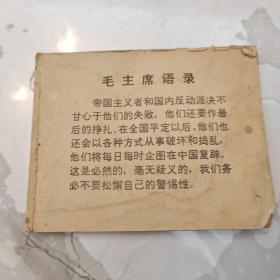 毛主席语录
帝国主义者和国内反动派决不
甘心于他们的失败，他们还要作最
后的挣扎。在全国平定以后，他们也
还会以各种方式从事破坏和捣乱，
他们将每日每时企图在中国复辟。
这是必然的，毫无疑义的，我们务
必不要松懈自己的警惕性。